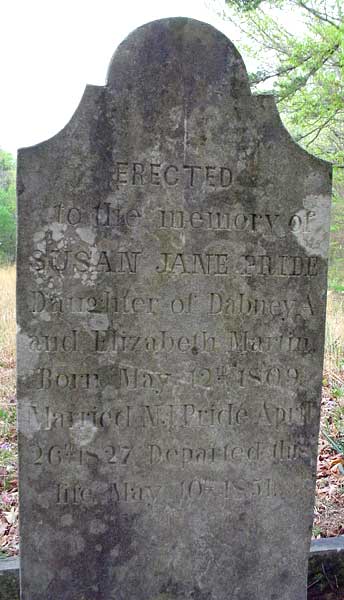 ERECTED
to the memory of
SUSAN JANE PRIDE
Daughter of Dabney A
and Elizabeth Martin.
Born May 12th 1809
Married N.J. Pride April
26th 1827 Departed this
life May 10th 1851.